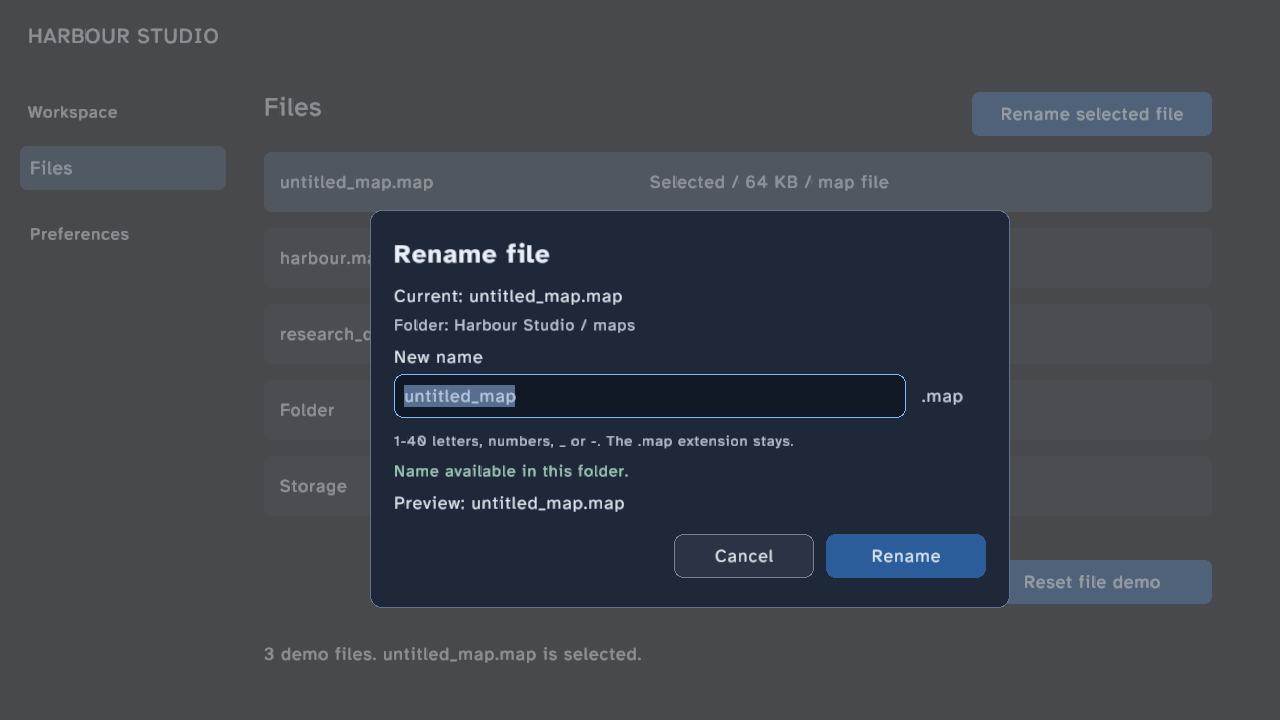 HARBOUR STUDIO
Workspace
Files
Preferences
Files
Rename selected file
untitled_map.map
Selected / 64 KB / map file
harbour.ma
research_d
Folder
Storage
Rename file
Current: untitled_map.map
Folder: Harbour Studio / maps
New name
untitled_map
.map
1-40 letters, numbers, _ or -. The .map extension stays.
Name available in this folder.
Preview: untitled_map.map
Cancel
Rename
Reset file demo
3 demo files. untitled_map.map is selected.